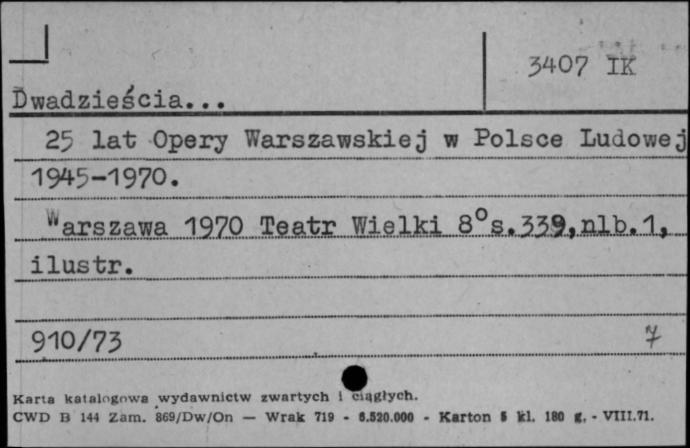 3407 IK
Dwadzieścia...
25 lat Opery Warszawskiej w Polsce Ludowej
1945-1970.
Warszawa 1970 Teatr Wielki 8° s.339,nlb.1,
ilustr.
910/73 7
Karta katalogowa wydawnictw zwartych i ciągłych.
CWD B 144 Zam. 869/Dw/On — Wrak 719 - 6.520.000 - Karton 5 kl. 180 g. - VIII.71.